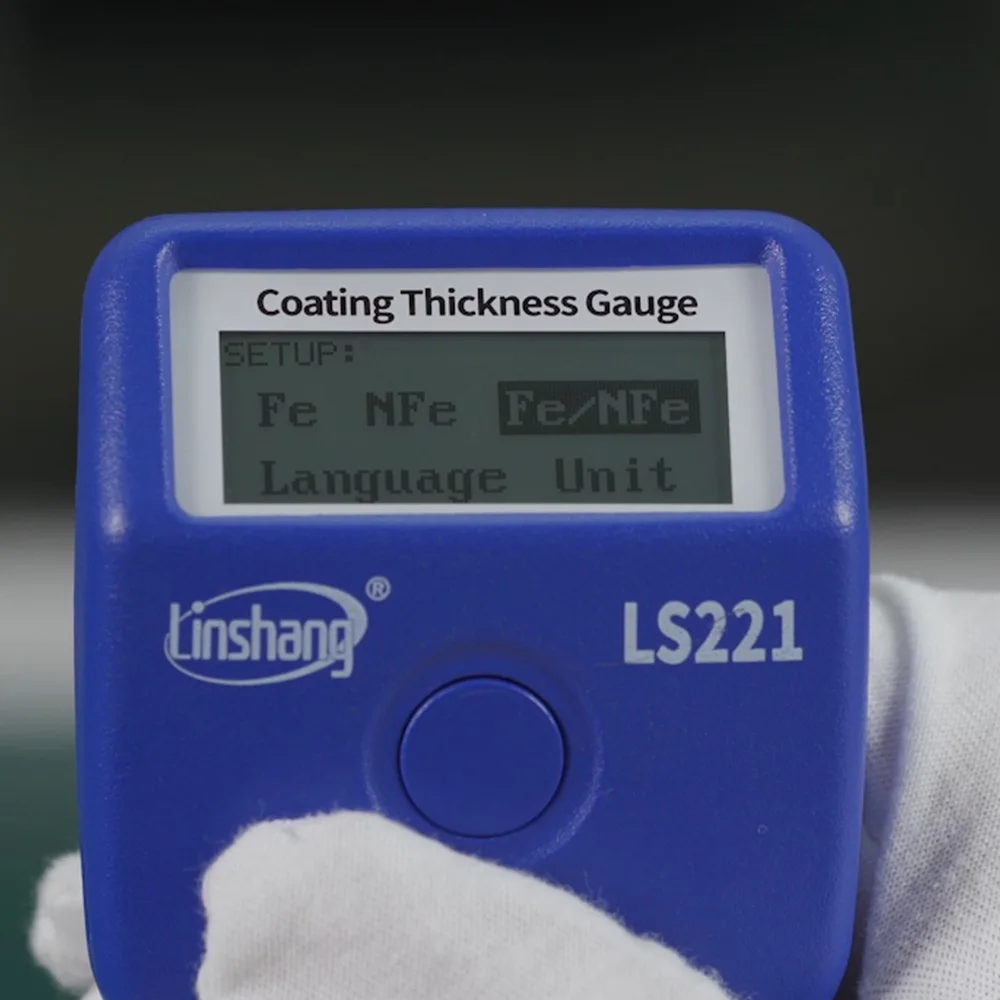 Coating Thickness Gauge
SETUP:
Fe NFe Fe/NFe
Language Unit
Linshang®
LS221